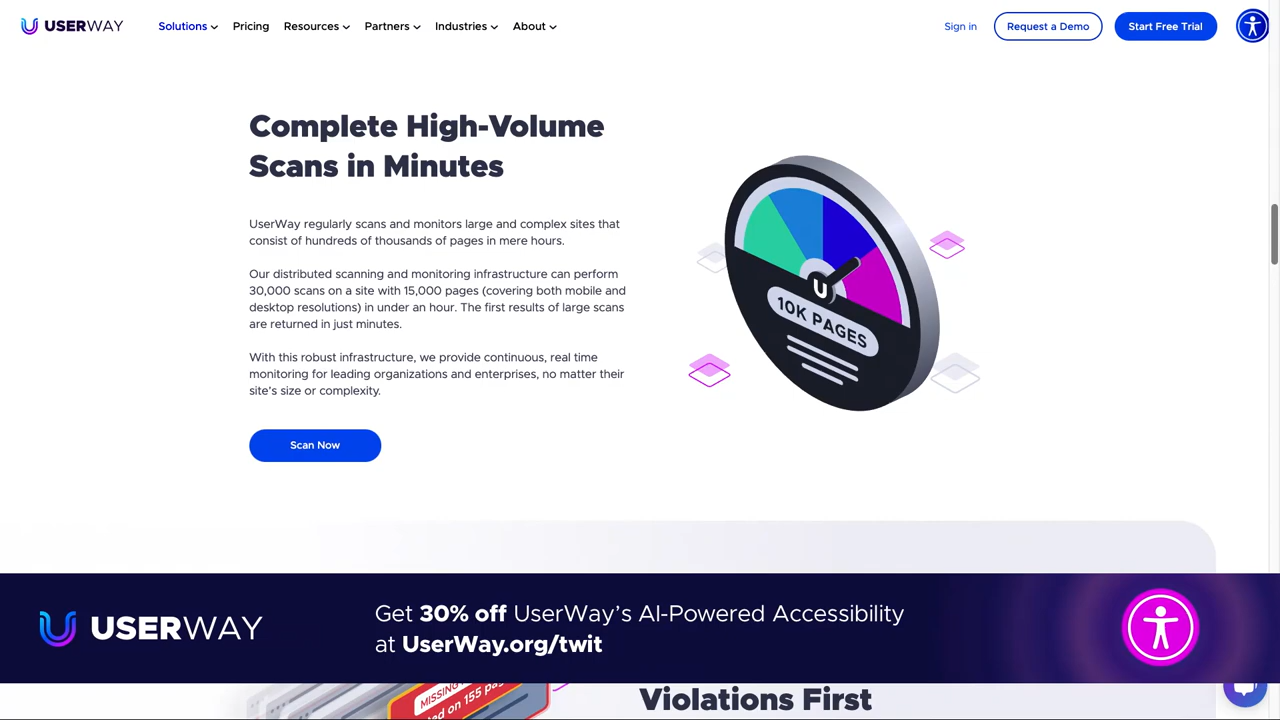 USERWAY
Solutions
Pricing
Resources
Partners
Industries
About
Sign in
Request a Demo
Start Free Trial
Complete High-Volume
Scans in Minutes
UserWay regularly scans and monitors large and complex sites that
consist of hundreds of thousands of pages in mere hours.
Our distributed scanning and monitoring infrastructure can perform
30,000 scans on a site with 15,000 pages (covering both mobile and
desktop resolutions) in under an hour. The first results of large scans
are returned in just minutes.
With this robust infrastructure, we provide continuous, real time
monitoring for leading organizations and enterprises, no matter their
site's size or complexity.
Scan Now
10K PAGES
USERWAY
Get 30% off UserWay's AI-Powered Accessibility
at UserWay.org/twit
MISSING
on 155
Violations First